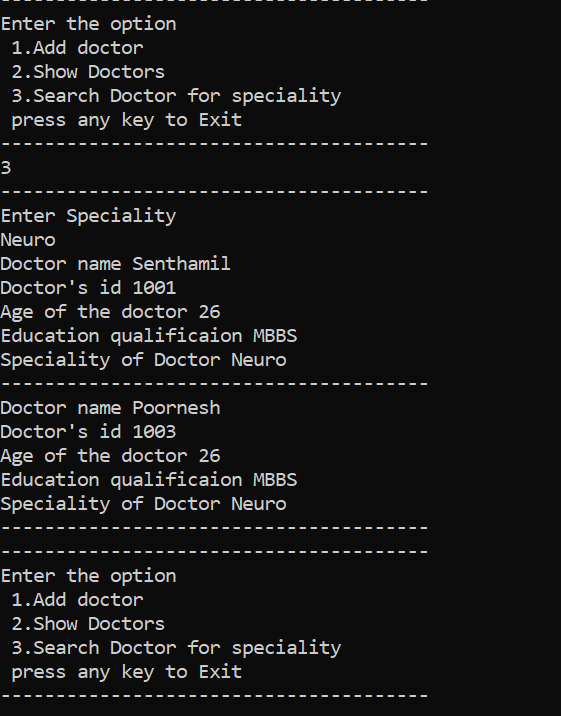 ---------------------------------------
Enter the option
 1.Add doctor
 2.Show Doctors
 3.Search Doctor for speciality
 press any key to Exit
---------------------------------------
3
---------------------------------------
Enter Speciality
Neuro
Doctor name Senthamil
Doctor's id 1001
Age of the doctor 26
Education qualificaion MBBS
Speciality of Doctor Neuro
---------------------------------------
Doctor name Poornesh
Doctor's id 1003
Age of the doctor 26
Education qualificaion MBBS
Speciality of Doctor Neuro
---------------------------------------
---------------------------------------
Enter the option
 1.Add doctor
 2.Show Doctors
 3.Search Doctor for speciality
 press any key to Exit
---------------------------------------